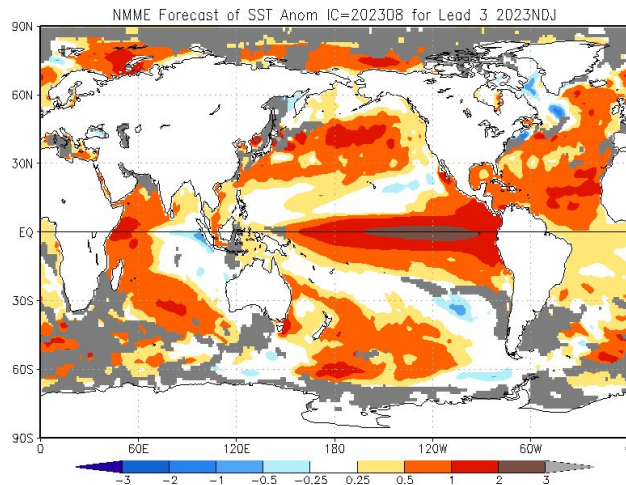 NMME Forecast of SST Anom IC=202308 for Lead 3 2023NDJ
90N
60N
30N
EQ
30S
60S
90S
0 60E 120E 180 120W 60W 0
-3 -2 -1 -0.5 -0.25 0.25 0.5 1 2 3